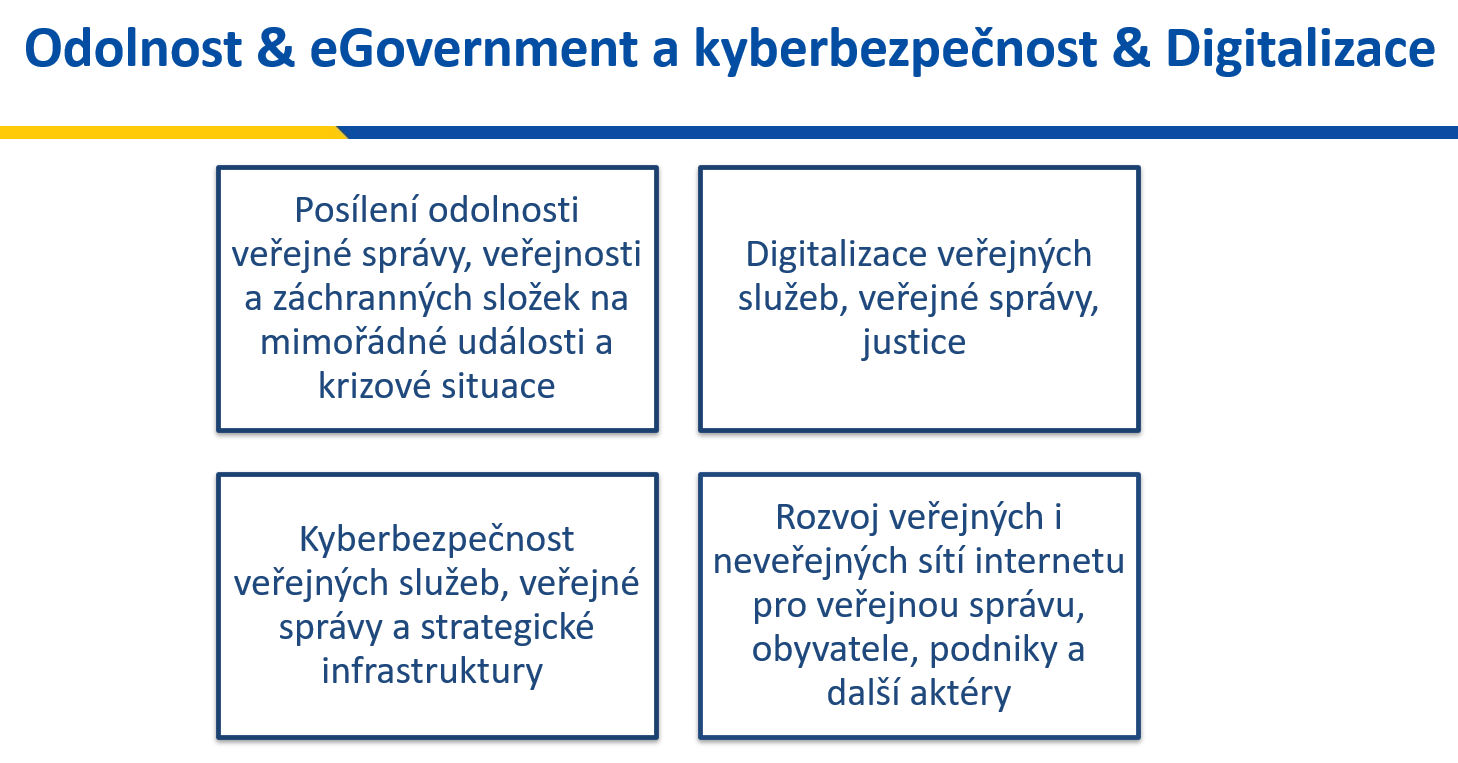 Odolnost & eGovernment a kyberbezpečnost & Digitalizace
Posílení odolnosti
veřejné správy, veřejnosti
a záchranných složek na
mimořádné události a
krizové situace
Digitalizace veřejných
služeb, veřejné správy,
justice
Kyberbezpečnost
veřejných služeb, veřejné
správy a strategické
infrastruktury
Rozvoj veřejných i
neveřejných sítí internetu
pro veřejnou správu,
obyvatele, podniky a
další aktéry